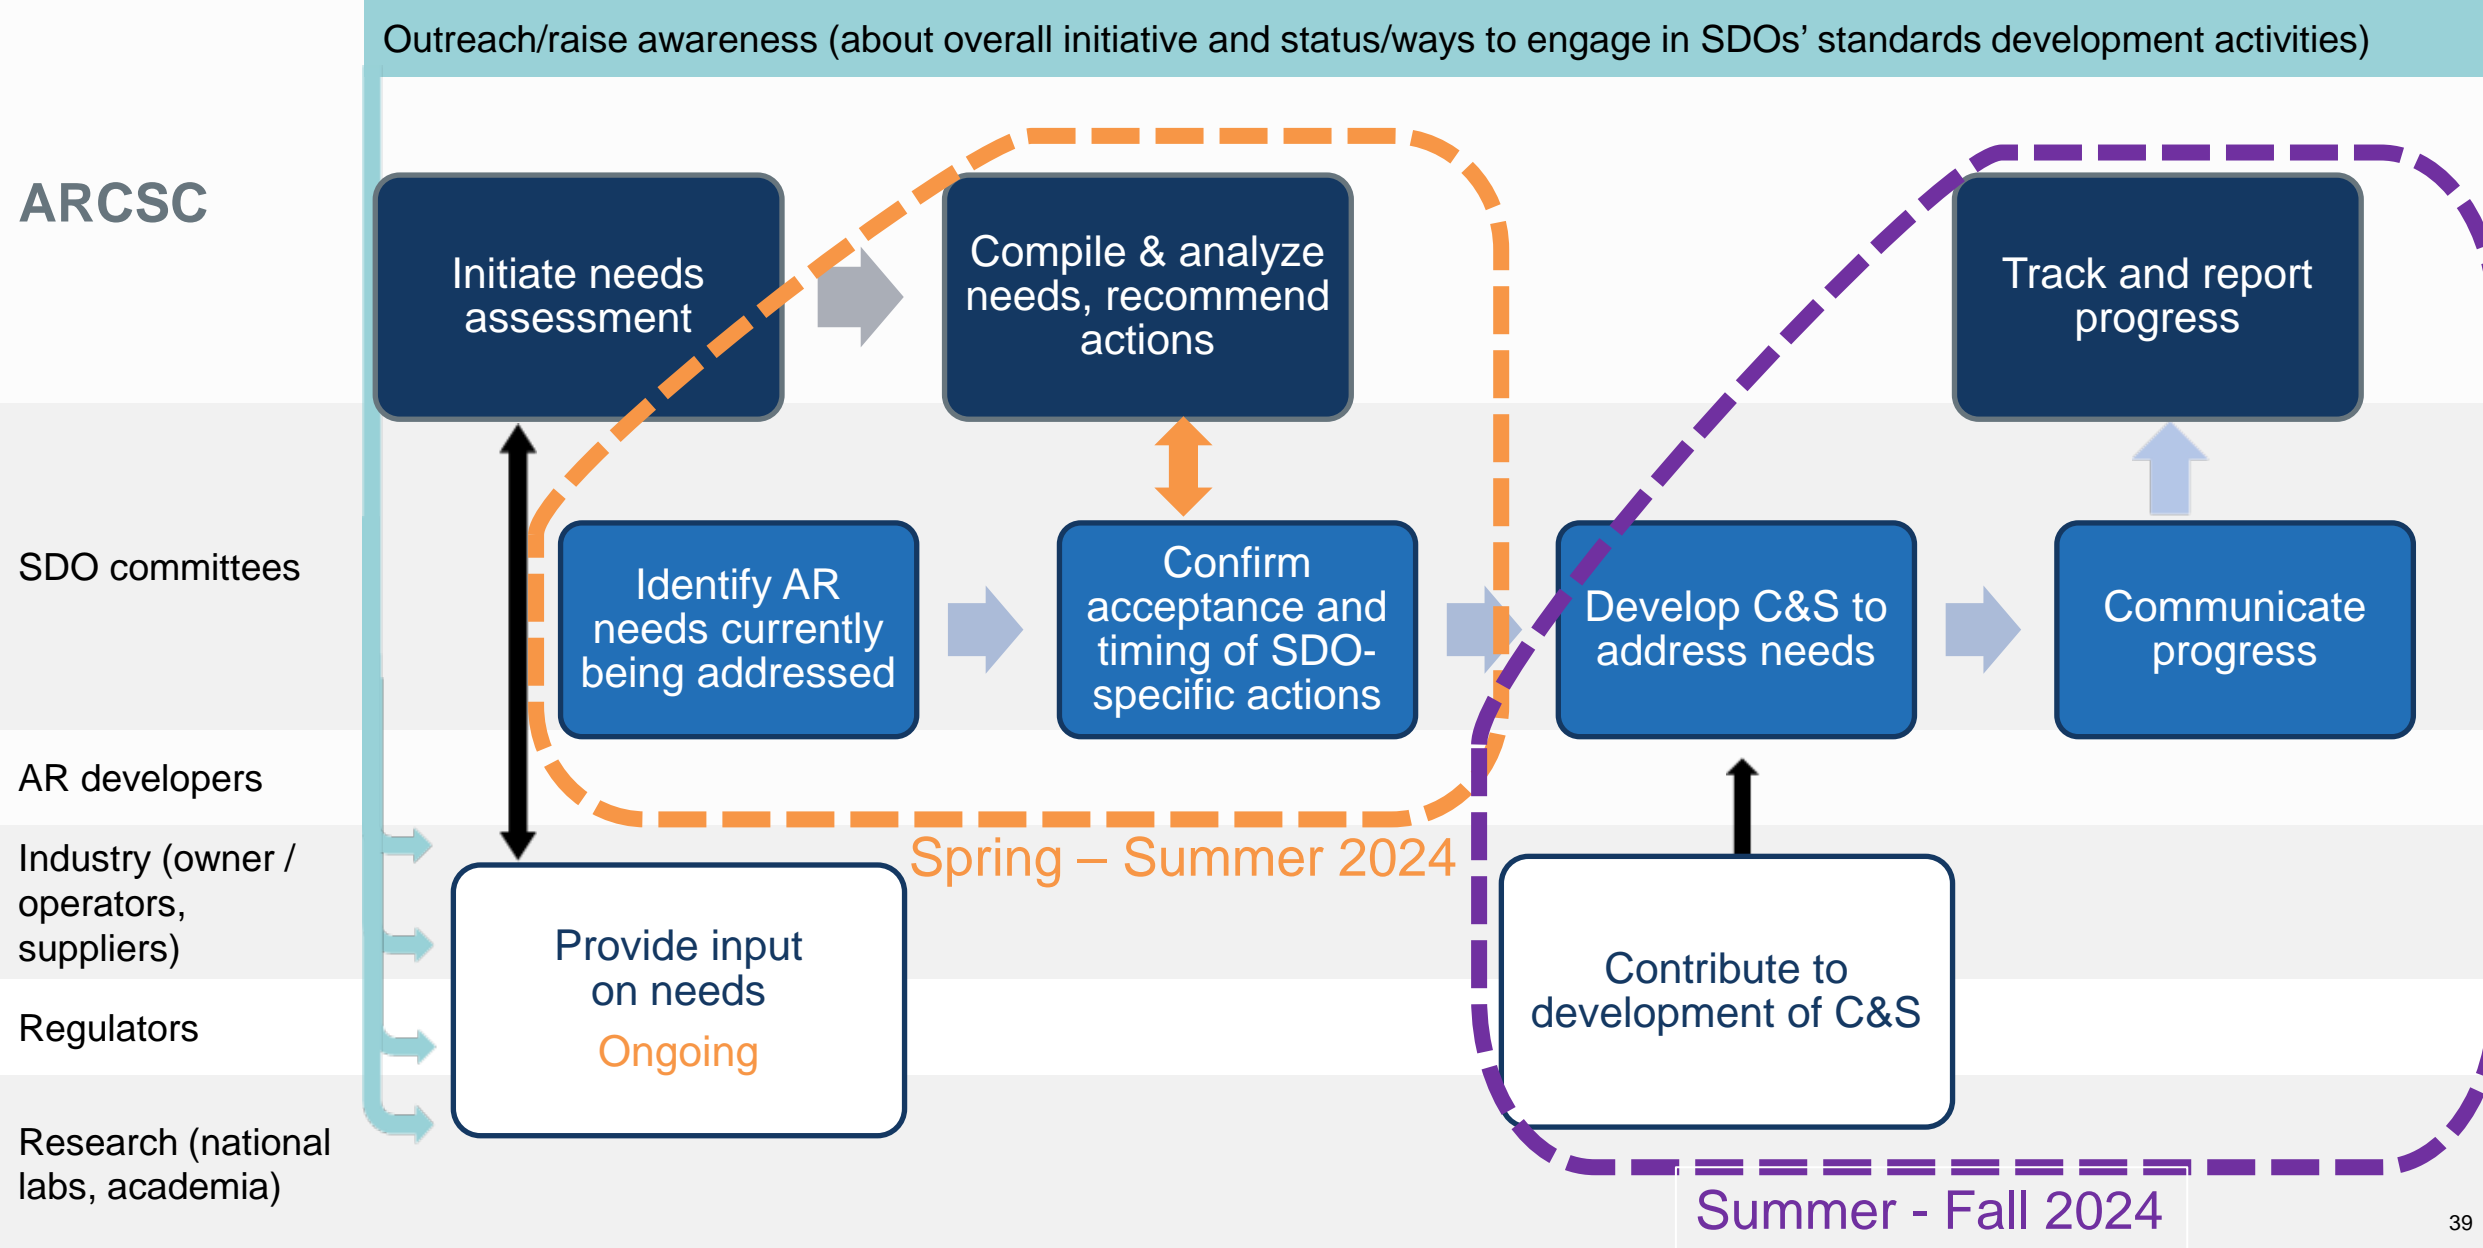 Outreach/raise awareness (about overall initiative and status/ways to engage in SDOs’ standards development activities)
ARCSC
Initiate needs
assessment
Compile & analyze
needs, recommend
actions
Track and report
progress
SDO committees
Identify AR
needs currently
being addressed
Confirm
acceptance and
timing of SDO-
specific actions
Develop C&S to
address needs
Communicate
progress
AR developers
Industry (owner /
operators,
suppliers)
Regulators
Research (national
labs, academia)
Provide input
on needs
Ongoing
Spring – Summer 2024
Contribute to
development of C&S
Summer - Fall 2024
39